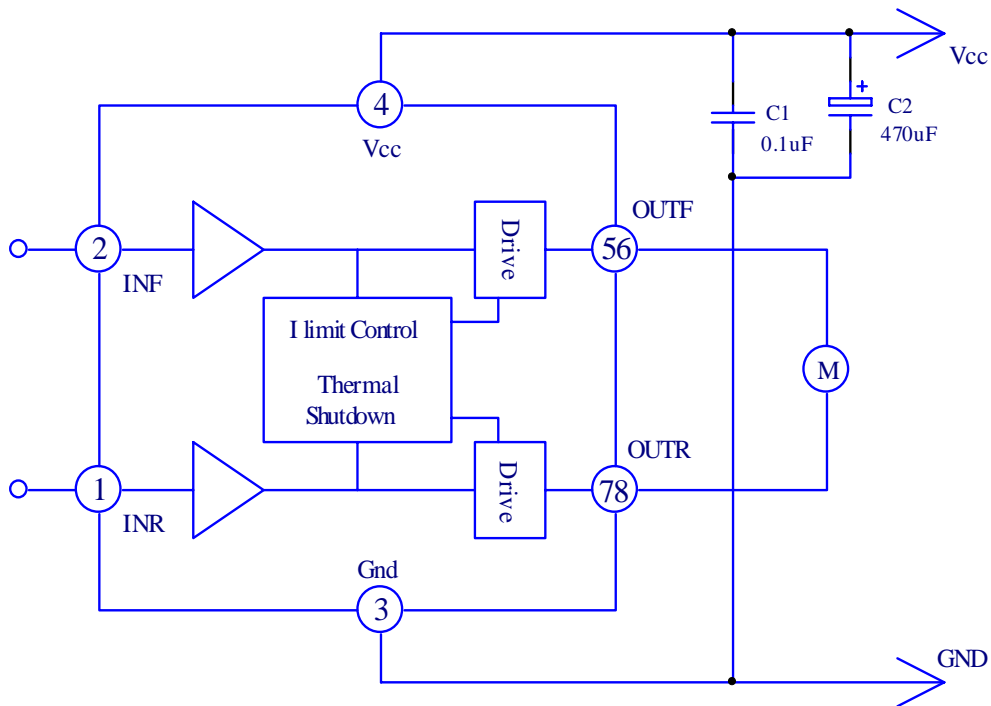 Vcc
4
Vcc
+
C1
0.1uF
C2
470uF
OUTF
2
INF
Drive
56
I limit Control
Thermal
Shutdown
M
OUTR
1
INR
Drive
78
Gnd
3
GND